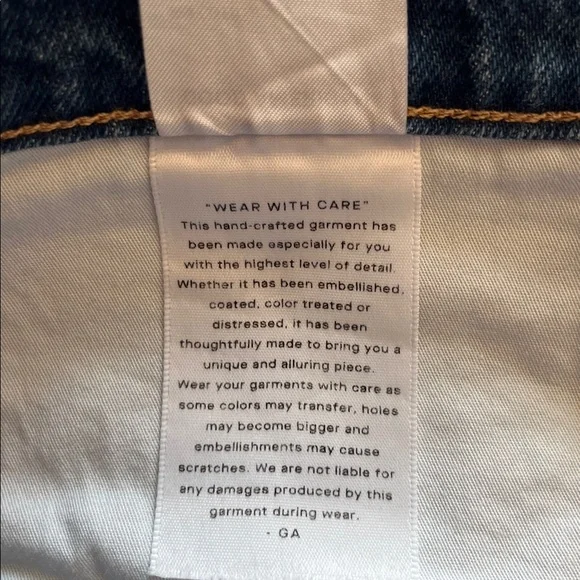 "WEAR WITH CARE"
This hand-crafted garment has
been made especially for you
with the highest level of detail.
Whether it has been embellished,
coated, color treated or
distressed, it has been
thoughtfully made to bring you a
unique and alluring piece.
Wear your garments with care as
some colors may transfer, holes
may become bigger and
embellishments may cause
scratches. We are not liable for
any damages produced by this
garment during wear.
- GA